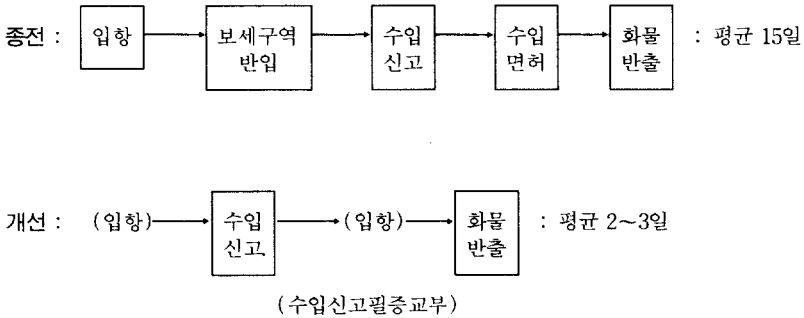 종전 : 입항 보세구역 수입 수입 화물 : 평균 15일
반입 신고 면허 반출
개선 : (입항) 수입 (입항) 화물 : 평균 2~3일
신고 반출
(수입신고필증교부)